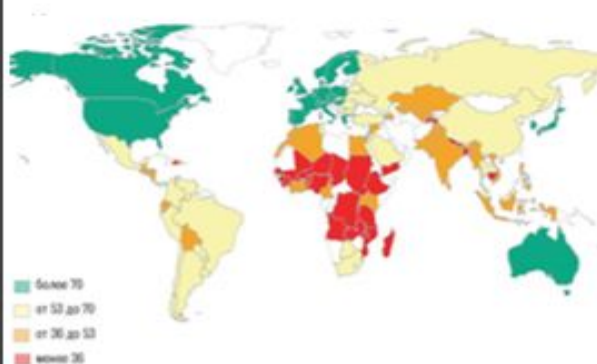 более 70
от 53 до 70
от 36 до 53
менее 36